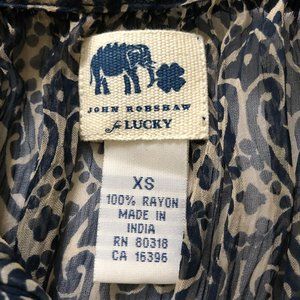 JOHN ROBSHAW
for LUCKY
XS
100% RAYON
MADE IN
INDIA
RN 80318
CA 16396